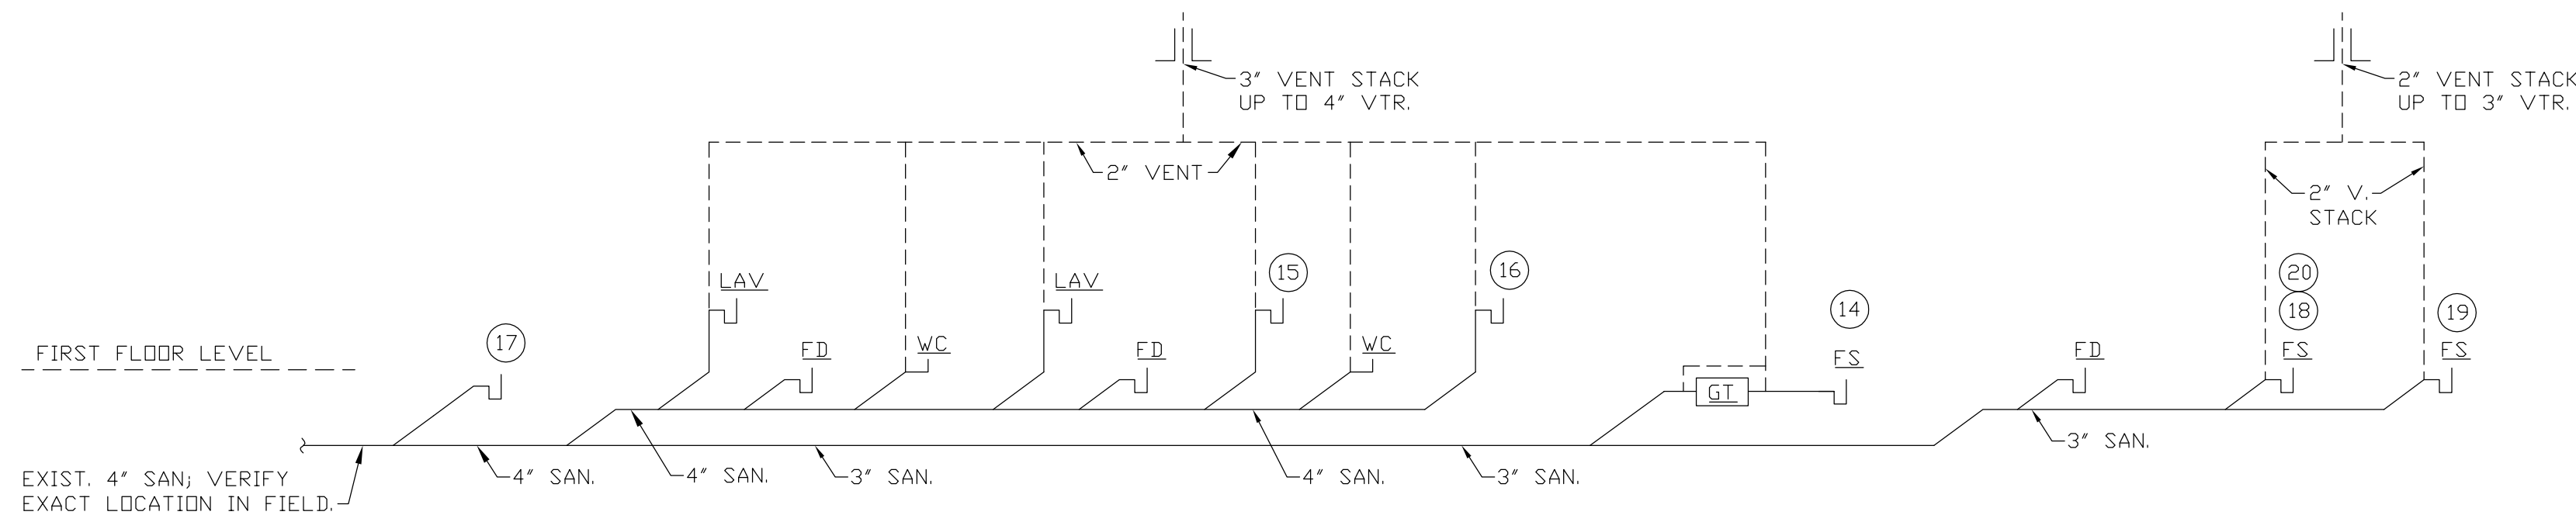 3" VENT STACK
UP TO 4" VTR.
2" VENT STACK
UP TO 3" VTR.
2" VENT
2" V.
STACK
LAV
LAV
15
16
20
18
14
19
17
FIRST FLOOR LEVEL
FD
WC
FD
WC
FS
FD
FS
FS
GT
3" SAN.
EXIST. 4" SAN; VERIFY
EXACT LOCATION IN FIELD.
4" SAN.
4" SAN.
3" SAN.
4" SAN.
3" SAN.